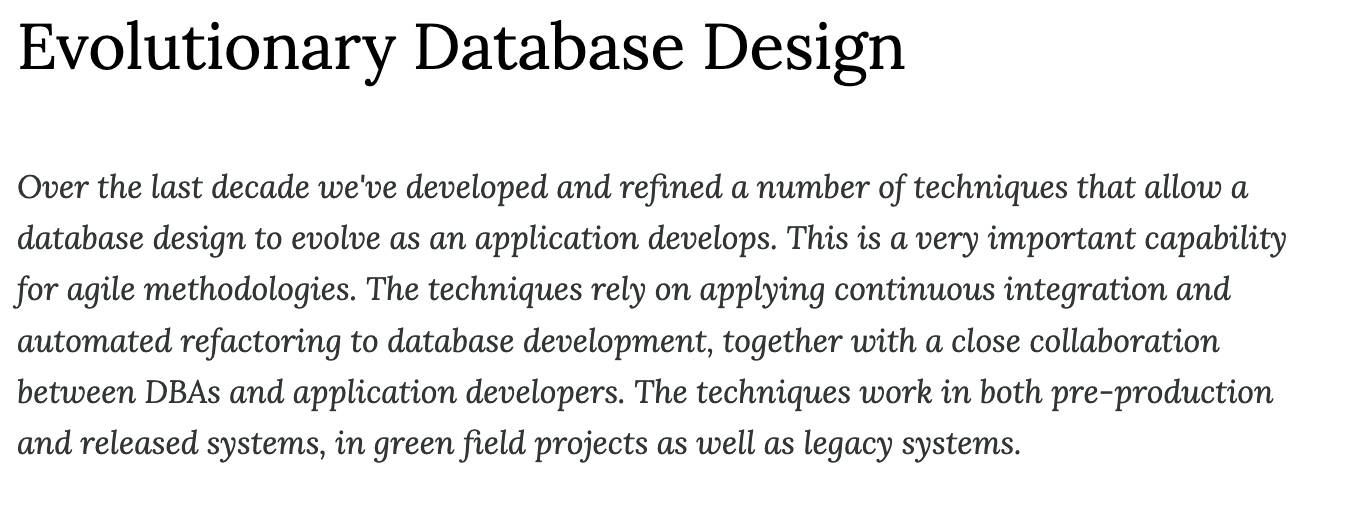 Evolutionary Database Design
Over the last decade we've developed and refined a number of techniques that allow a
database design to evolve as an application develops. This is a very important capability
for agile methodologies. The techniques rely on applying continuous integration and
automated refactoring to database development, together with a close collaboration
between DBAs and application developers. The techniques work in both pre-production
and released systems, in green field projects as well as legacy systems.